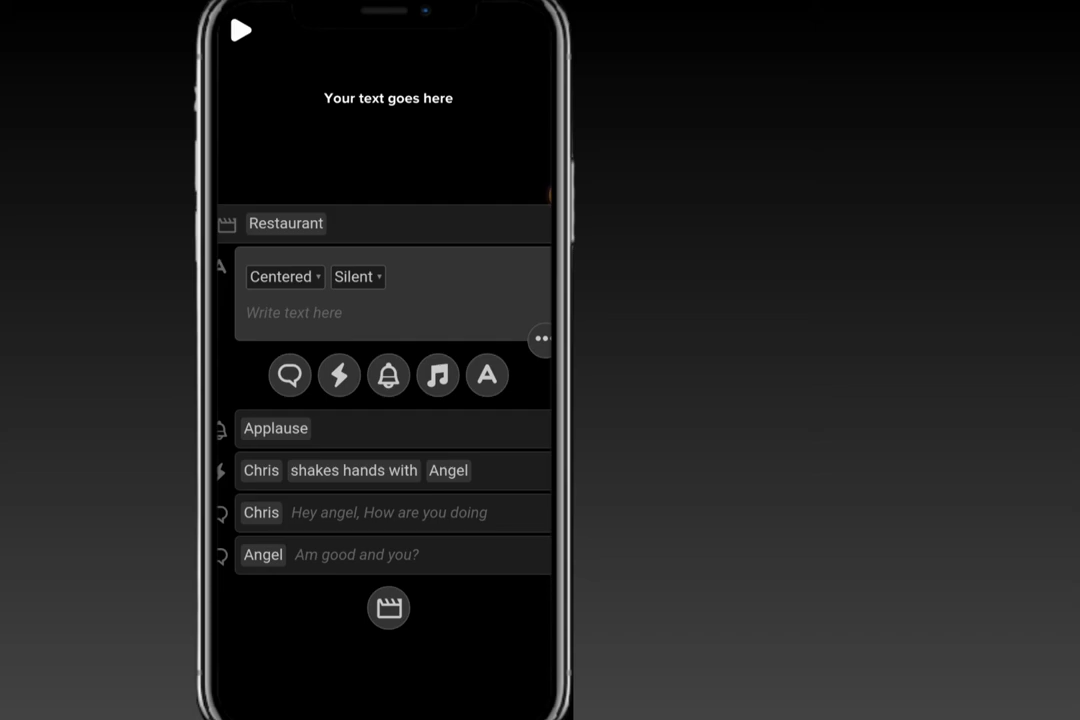 Your text goes here
Restaurant
Centered Silent
Write text here
A
Applause
Chris shakes hands with Angel
Chris Hey angel, How are you doing
Angel Am good and you?